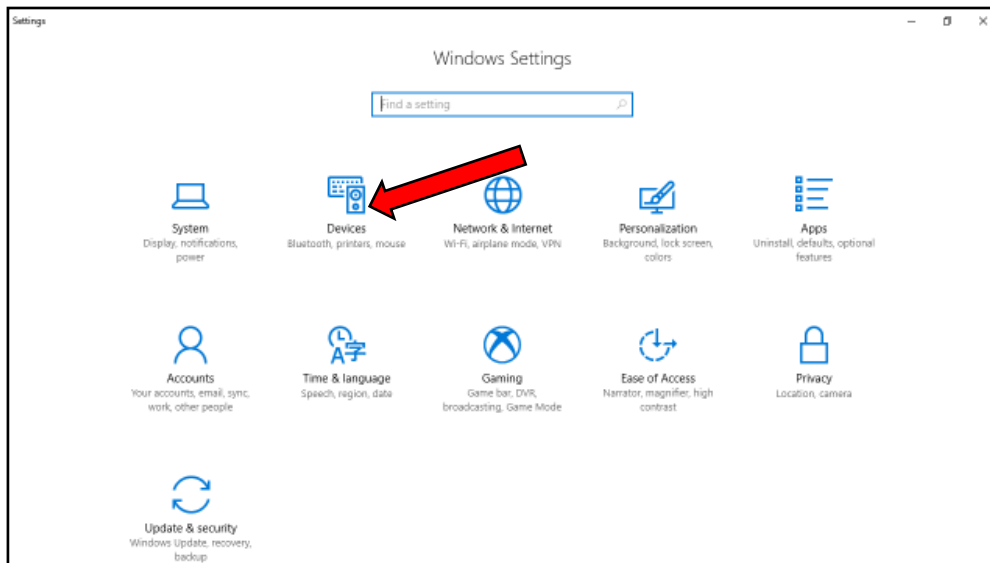 Settings
Windows Settings
Find a setting
System
Display, notifications,
power
Devices
Bluetooth, printers, mouse
Network & Internet
Wi-Fi, airplane mode, VPN
Personalization
Background, lock screen,
colors
Apps
Uninstall, defaults, optional
features
Accounts
Your accounts, email, sync,
work, other people
Time & language
Speech, region, date
Gaming
Game bar, DVR,
broadcasting, Game Mode
Ease of Access
Narrator, magnifier, high
contrast
Privacy
Location, camera
Update & security
Windows Update, recovery,
backup